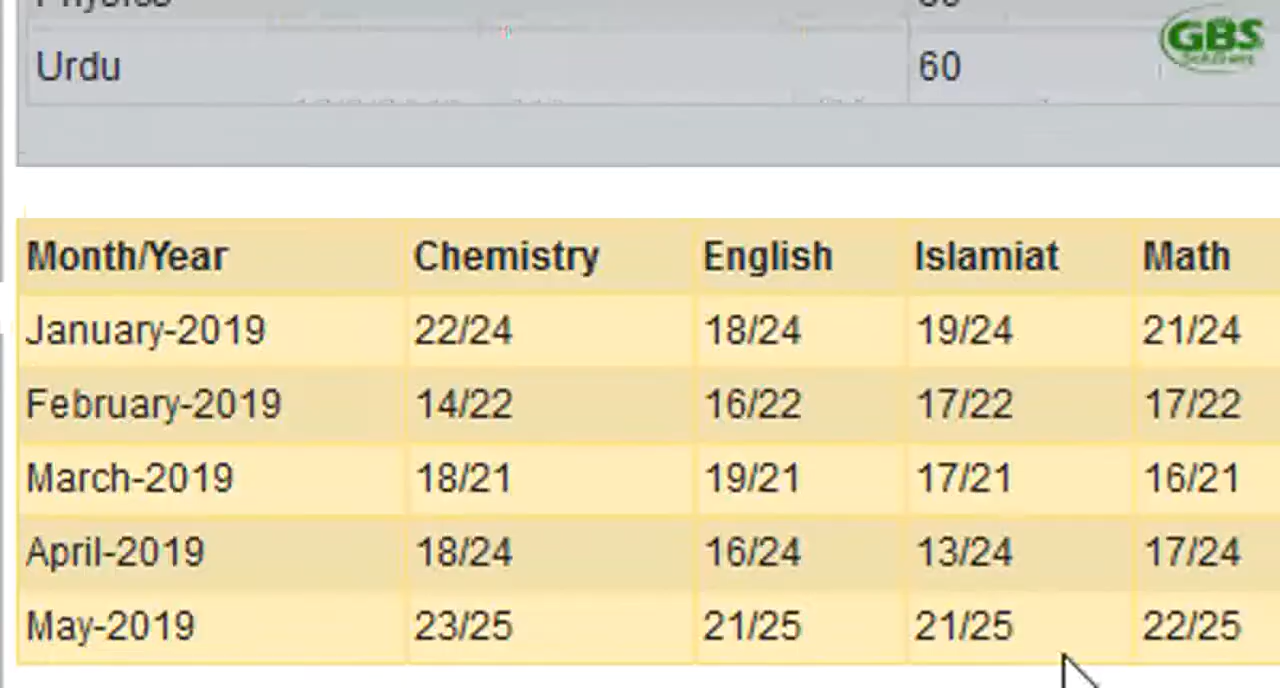 GBS
Urdu 60
Month/Year Chemistry English Islamiat Math
January-2019 22/24 18/24 19/24 21/24
February-2019 14/22 16/22 17/22 17/22
March-2019 18/21 19/21 17/21 16/21
April-2019 18/24 16/24 13/24 17/24
May-2019 23/25 21/25 21/25 22/25